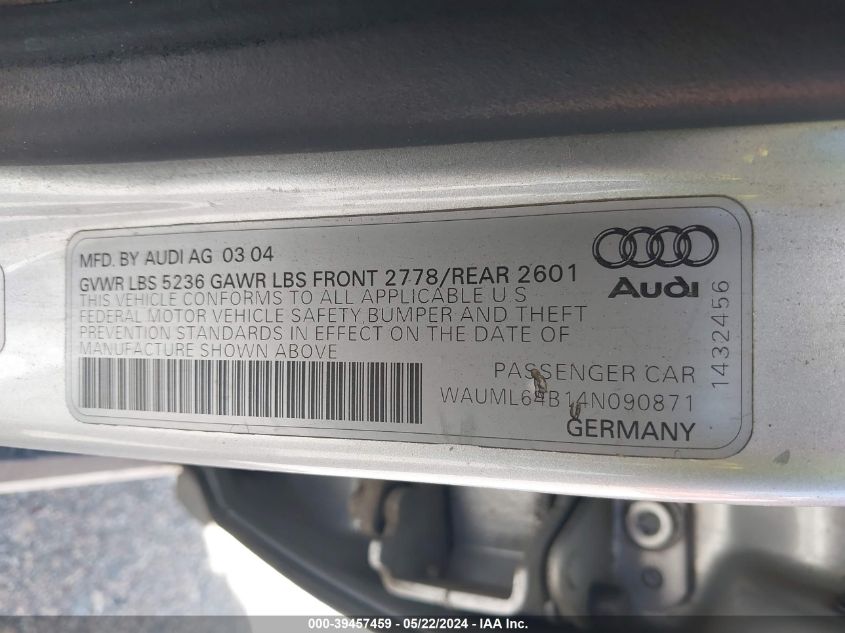 MFD. BY AUDI AG 03 04
GVWR LBS 5236 GAWR LBS FRONT 2778/REAR 2601
THIS VEHICLE CONFORMS TO ALL APPLICABLE U S
FEDERAL MOTOR VEHICLE SAFETY,BUMPER AND THEFT
PREVENTION STANDARDS IN EFFECT ON THE DATE OF
MANUFACTURE SHOWN ABOVE
Audi
1432456
PASSENGER CAR
WAUML64B14N090871
GERMANY
000-39457459 - 05/22/2024 - IAA Inc.